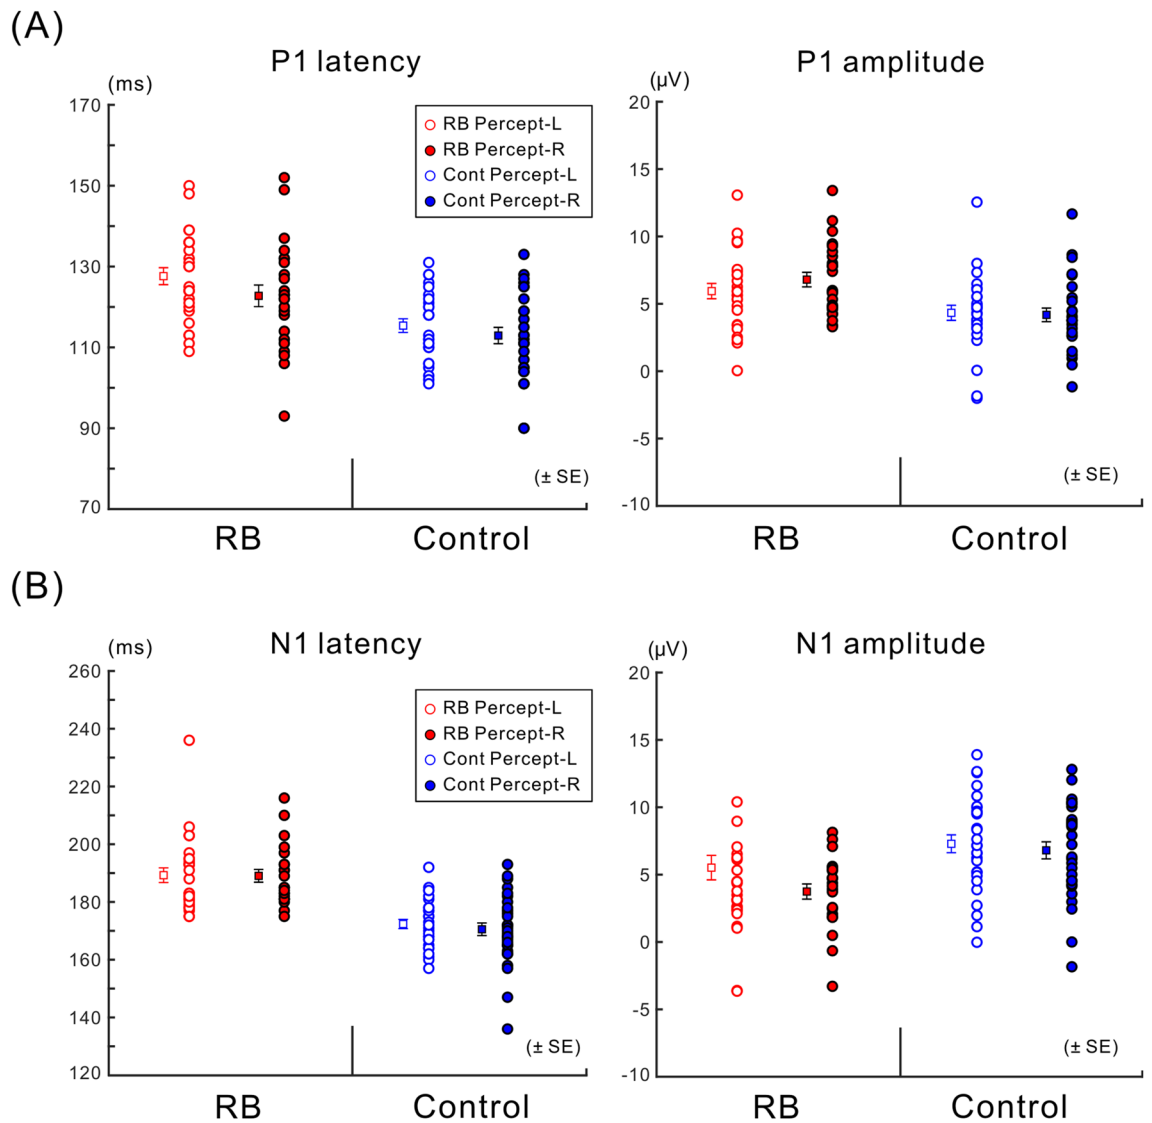 (A)
P1 latency
(ms)
170
150
130
110
90
70
RB Percept-L
RB Percept-R
Cont Percept-L
Cont Percept-R
(± SE)
RB
Control
P1 amplitude
(μV)
20
15
10
5
0
-5
-10
(± SE)
RB
Control
(B)
N1 latency
(ms)
260
240
220
200
180
160
140
120
RB Percept-L
RB Percept-R
Cont Percept-L
Cont Percept-R
(± SE)
RB
Control
N1 amplitude
(μV)
20
15
10
5
0
-5
-10
(± SE)
RB
Control